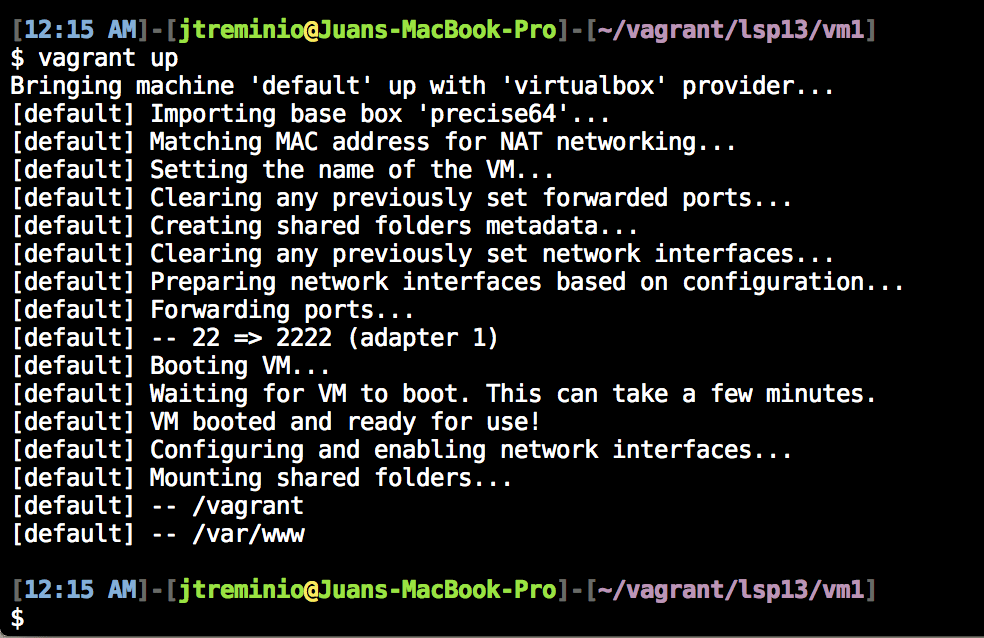 [12:15 AM]-[jtreminio@Juans-MacBook-Pro]-[~/vagrant/lsp13/vm1]
$ vagrant up
Bringing machine 'default' up with 'virtualbox' provider...
[default] Importing base box 'precise64'...
[default] Matching MAC address for NAT networking...
[default] Setting the name of the VM...
[default] Clearing any previously set forwarded ports...
[default] Creating shared folders metadata...
[default] Clearing any previously set network interfaces...
[default] Preparing network interfaces based on configuration...
[default] Forwarding ports...
[default] -- 22 => 2222 (adapter 1)
[default] Booting VM...
[default] Waiting for VM to boot. This can take a few minutes.
[default] VM booted and ready for use!
[default] Configuring and enabling network interfaces...
[default] Mounting shared folders...
[default] -- /vagrant
[default] -- /var/www
[12:15 AM]-[jtreminio@Juans-MacBook-Pro]-[~/vagrant/lsp13/vm1]
$